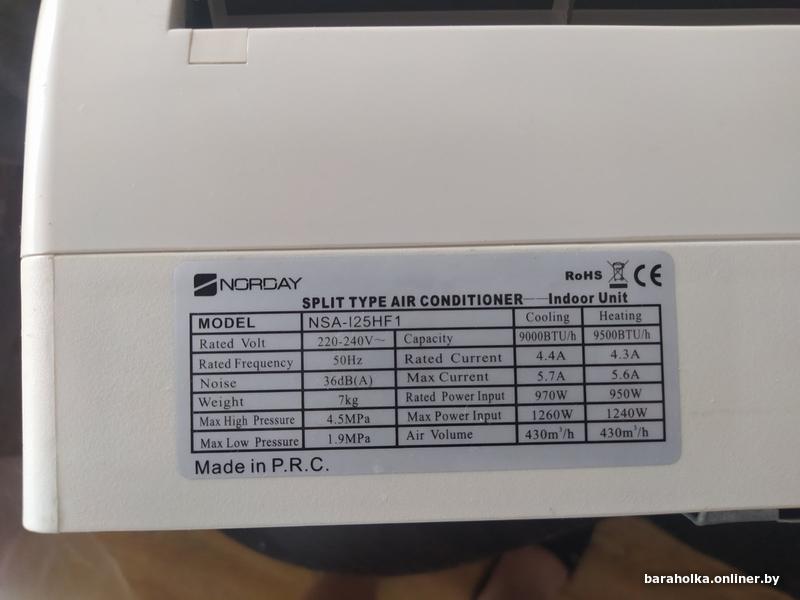 NORDAY
RoHS CE
SPLIT TYPE AIR CONDITIONER — Indoor Unit
MODEL NSA-I25HF1 Cooling Heating
Rated Volt 220-240V~ Capacity 9000BTU/h 9500BTU/h
Rated Frequency 50Hz Rated Current 4.4A 4.3A
Noise 36dB(A) Max Current 5.7A 5.6A
Weight 7kg Rated Power Input 970W 950W
Max High Pressure 4.5MPa Max Power Input 1260W 1240W
Max Low Pressure 1.9MPa Air Volume 430m³/h 430m³/h
Made in P.R.C.
baraholka.onliner.by